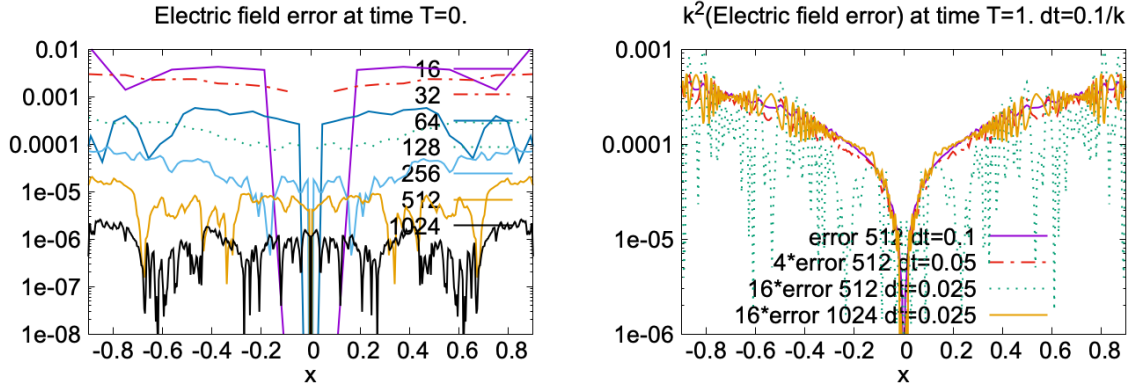 Electric field error at time T=0.
0.01
0.001
0.0001
1e-05
1e-06
1e-07
1e-08
16
32
64
128
256
512
1024
-0.8 -0.6 -0.4 -0.2 0 0.2 0.4 0.6 0.8
x
k²(Electric field error) at time T=1. dt=0.1/k
0.001
0.0001
1e-05
1e-06
error 512 dt=0.1
4*error 512 dt=0.05
16*error 512 dt=0.025
16*error 1024 dt=0.025
-0.8 -0.6 -0.4 -0.2 0 0.2 0.4 0.6 0.8
x